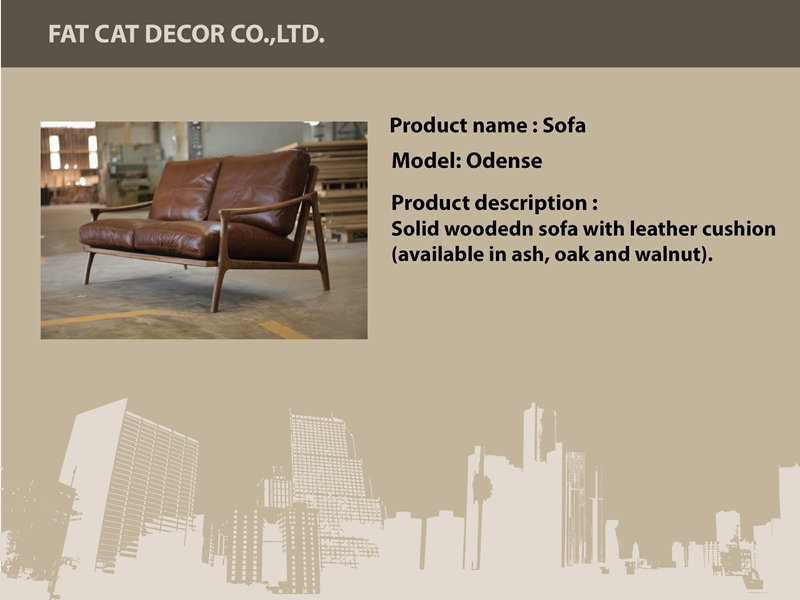 FAT CAT DECOR CO.,LTD.
Product name : Sofa
Model: Odense
Product description :
Solid woodedn sofa with leather cushion
(available in ash, oak and walnut).